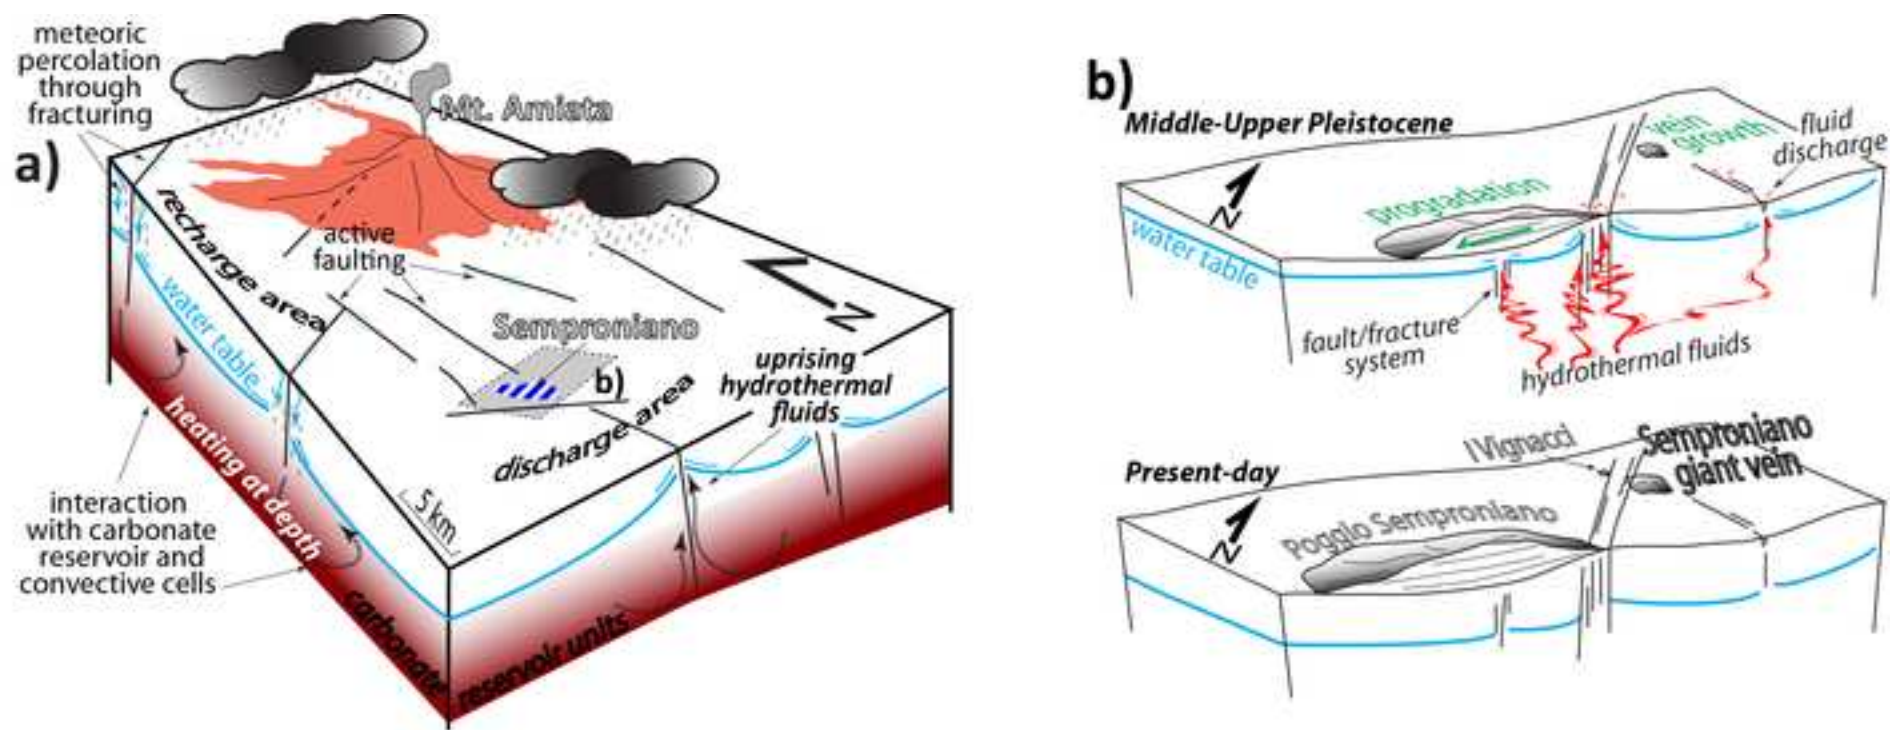 meteoric
percolation
through
fracturing
a)
Mt. Amiata
recharge area
active
faulting
water table
Semproniano
b)
N
uprising
hydrothermal
fluids
discharge area
heating at depth
5 km
interaction
with carbonate
reservoir and
convective cells
carbonate
reservoir units
b)
Middle-Upper Pleistocene
vein
growth
fluid
discharge
progradation
N
water table
fault/fracture
system
hydrothermal fluids
Present-day
I Vignacci
Semproniano
giant vein
Poggio Semproniano
N